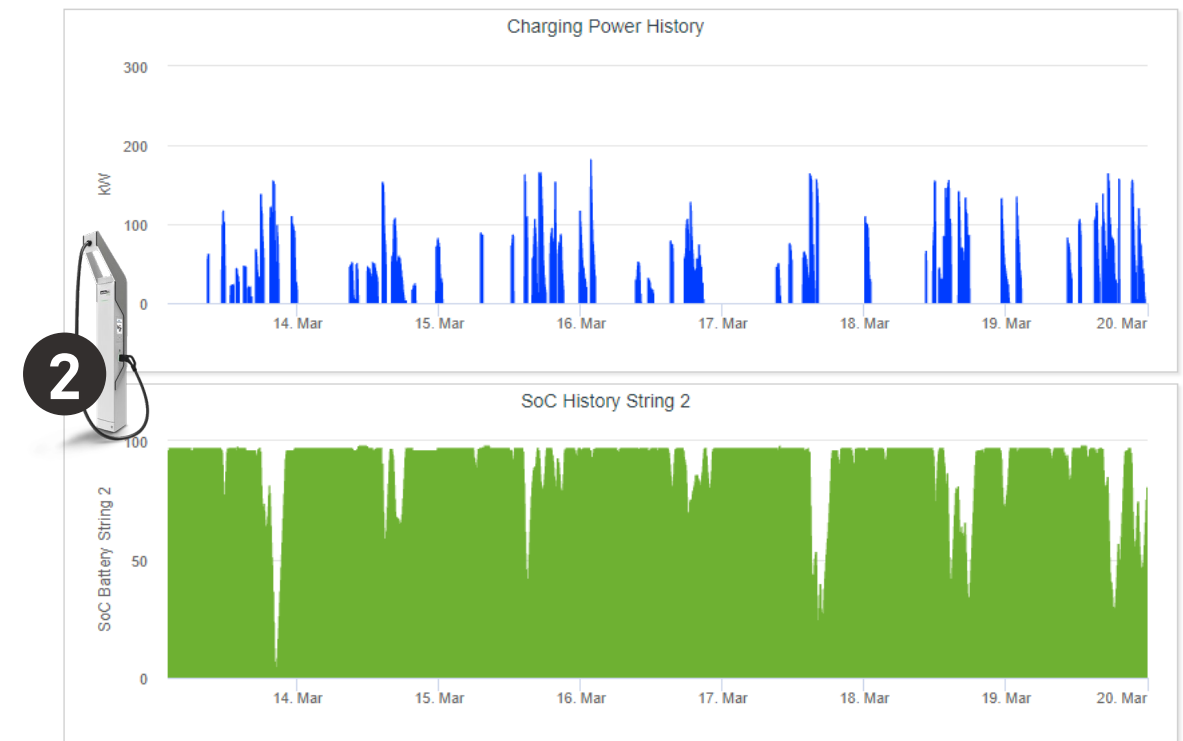 Charging Power History
300
200
100
0
kW
14. Mar 15. Mar 16. Mar 17. Mar 18. Mar 19. Mar 20. Mar
2
SoC History String 2
100
50
0
SoC Battery String 2
14. Mar 15. Mar 16. Mar 17. Mar 18. Mar 19. Mar 20. Mar